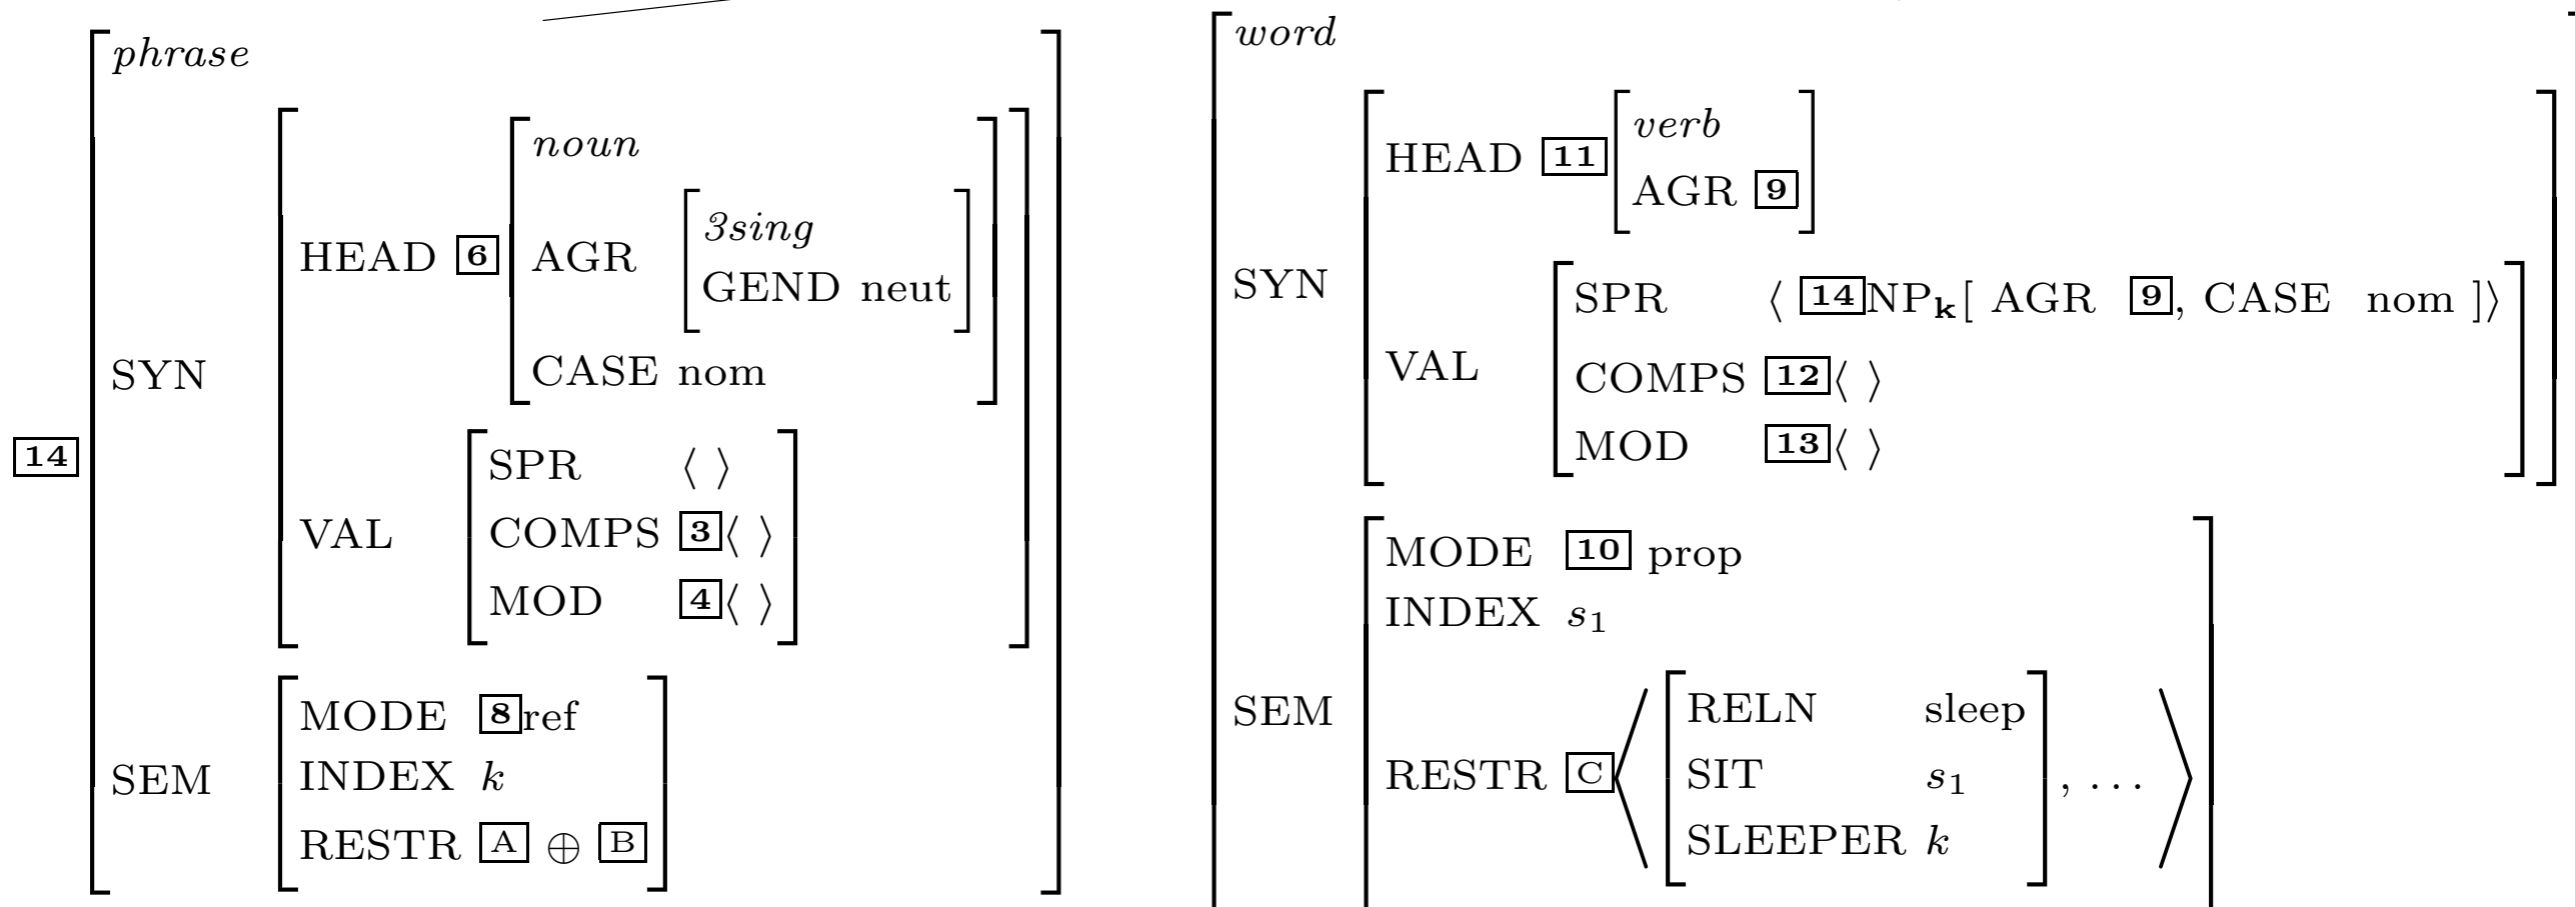 phrase
noun
3sing
HEAD 6 AGR
GEND neut
CASE nom
SYN
SPR ⟨ ⟩
VAL COMPS 3 ⟨ ⟩
MOD 4 ⟨ ⟩
14
MODE 8 ref
INDEX k
SEM
RESTR A ⊕ B
word
verb
HEAD 11
AGR 9
SYN
SPR ⟨ 14 NPk[ AGR 9, CASE nom ]⟩
VAL
COMPS 12 ⟨ ⟩
MOD 13 ⟨ ⟩
MODE 10 prop
INDEX s1
SEM
RELN sleep
RESTR C ⟨ SIT s1 , ... ⟩
SLEEPER k